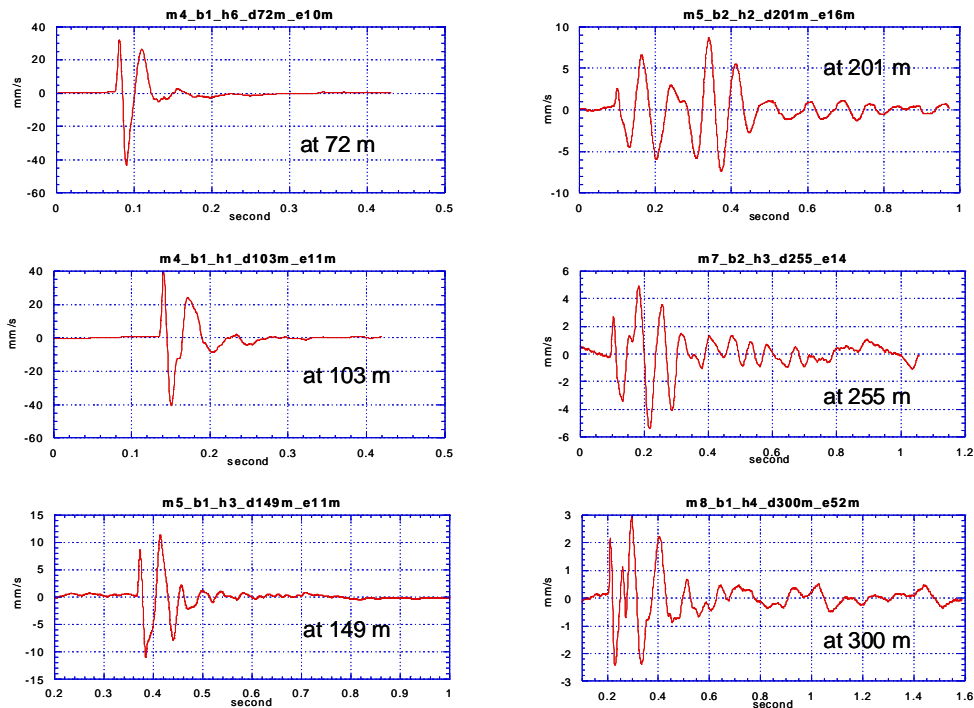 m4_b1_h6_d72m_e10m
40
20
0
-20
-40
-60
mm/s
at 72 m
0 0.1 0.2 0.3 0.4 0.5
second
m4_b1_h1_d103m_e11m
40
20
0
-20
-40
-60
mm/s
at 103 m
0 0.1 0.2 0.3 0.4 0.5
second
m5_b1_h3_d149m_e11m
15
10
5
0
-5
-10
-15
mm/s
at 149 m
0.2 0.3 0.4 0.5 0.6 0.7 0.8 0.9 1
second
m5_b2_h2_d201m_e16m
10
5
0
-5
-10
mm/s
at 201 m
0 0.2 0.4 0.6 0.8 1
second
m7_b2_h3_d255_e14
6
4
2
0
-2
-4
-6
mm/s
at 255 m
0 0.2 0.4 0.6 0.8 1 1.2
second
m8_b1_h4_d300m_e52m
3
2
1
0
-1
-2
-3
mm/s
at 300 m
0.2 0.4 0.6 0.8 1 1.2 1.4 1.6
second